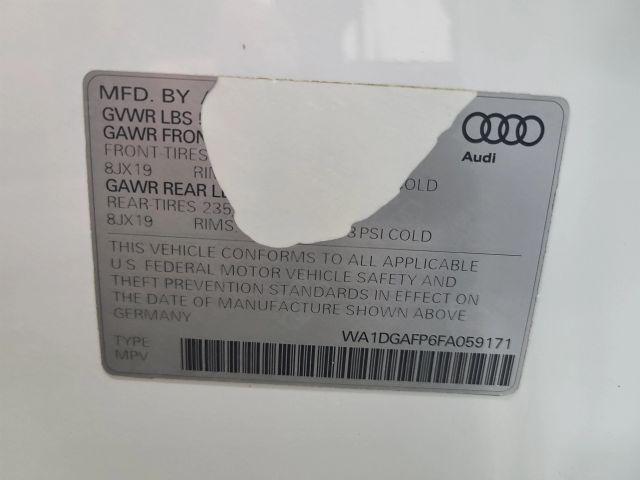 MFD. BY
GVWR LBS
GAWR FRON
FRONT-TIRES
8JX19 RIM COLD
GAWR REAR L
REAR-TIRES 235
8JX19 RIMS PSI COLD
Audi
THIS VEHICLE CONFORMS TO ALL APPLICABLE
U.S. FEDERAL MOTOR VEHICLE SAFETY AND
THEFT PREVENTION STANDARDS IN EFFECT ON
THE DATE OF MANUFACTURE SHOWN ABOVE
GERMANY
TYPE WA1DGAFP6FA059171
MPV